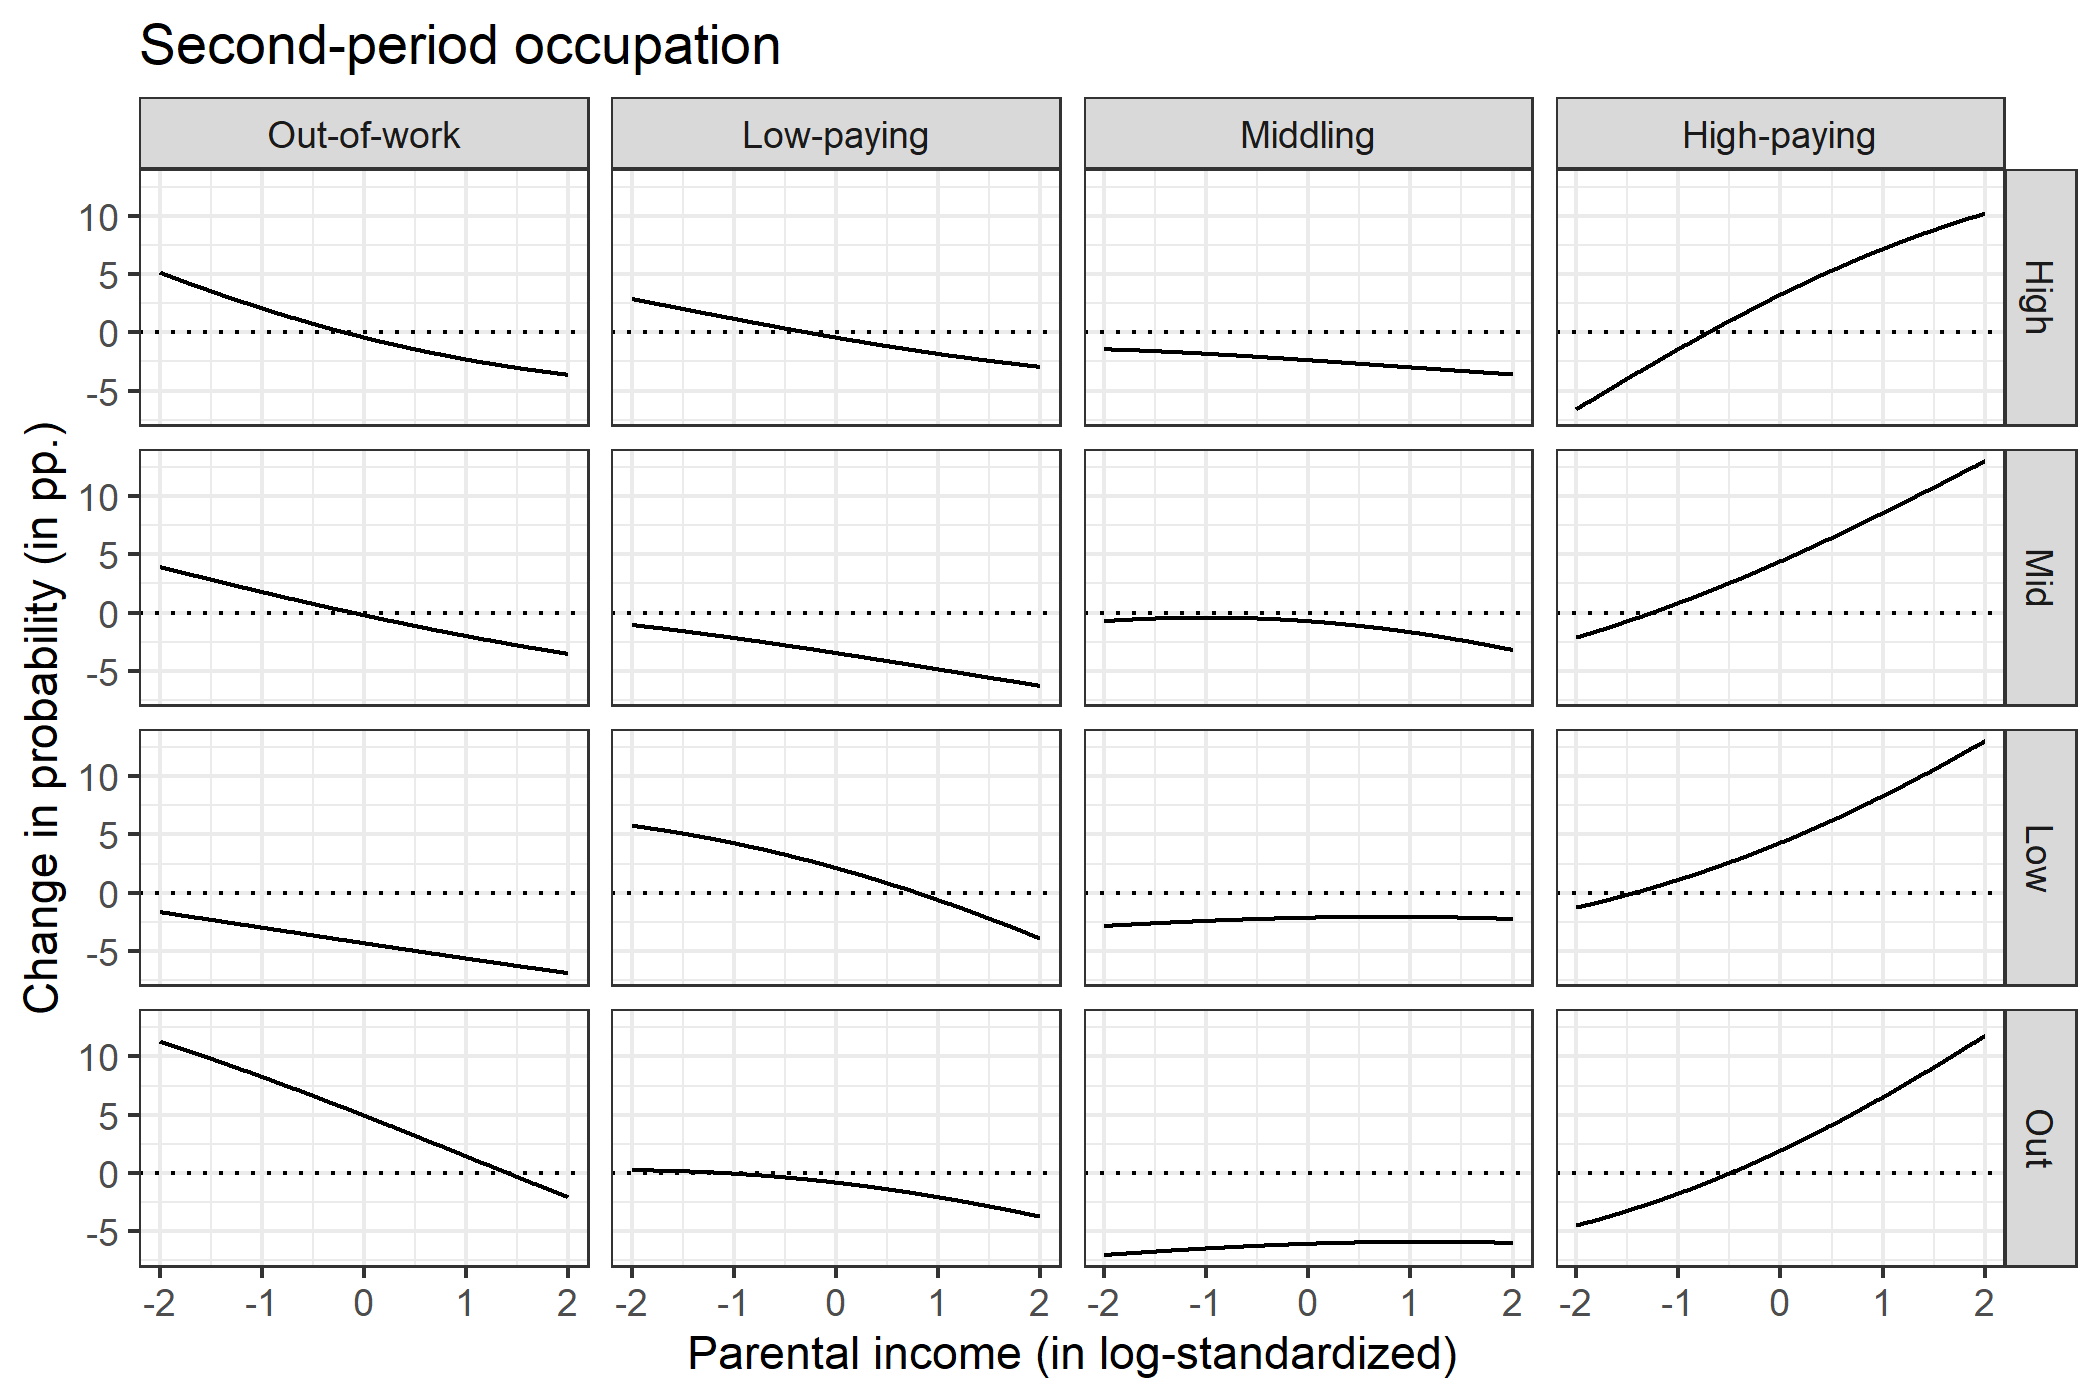 Second-period occupation
Out-of-work Low-paying Middling High-paying
Change in probability (in pp.)
10
5
0
-5
High
10
5
0
-5
Mid
10
5
0
-5
Low
10
5
0
-5
Out
-2 -1 0 1 2 -2 -1 0 1 2 -2 -1 0 1 2 -2 -1 0 1 2
Parental income (in log-standardized)